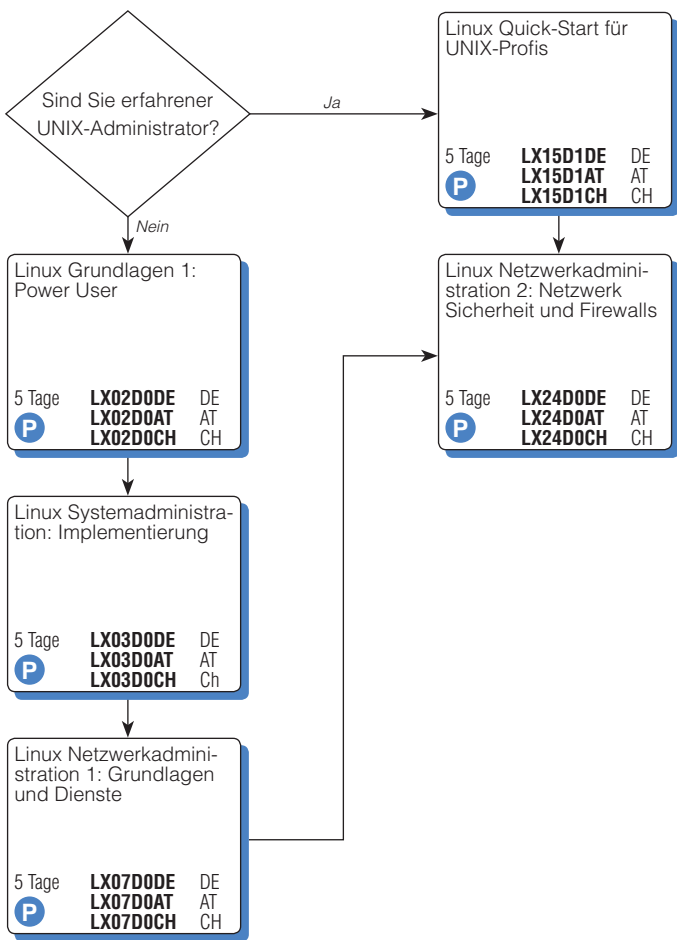 Sind Sie erfahrener
UNIX-Administrator?
Ja
Nein
Linux Quick-Start für
UNIX-Profis
5 Tage LX15D1DE DE
P LX15D1AT AT
LX15D1CH CH
Linux Grundlagen 1:
Power User
5 Tage LX02D0DE DE
P LX02D0AT AT
LX02D0CH CH
Linux Netzwerkadmini-
stration 2: Netzwerk
Sicherheit und Firewalls
5 Tage LX24D0DE DE
P LX24D0AT AT
LX24D0CH CH
Linux Systemadministra-
tion: Implementierung
5 Tage LX03D0DE DE
P LX03D0AT AT
LX03D0CH Ch
Linux Netzwerkadmini-
stration 1: Grundlagen
und Dienste
5 Tage LX07D0DE DE
P LX07D0AT AT
LX07D0CH CH